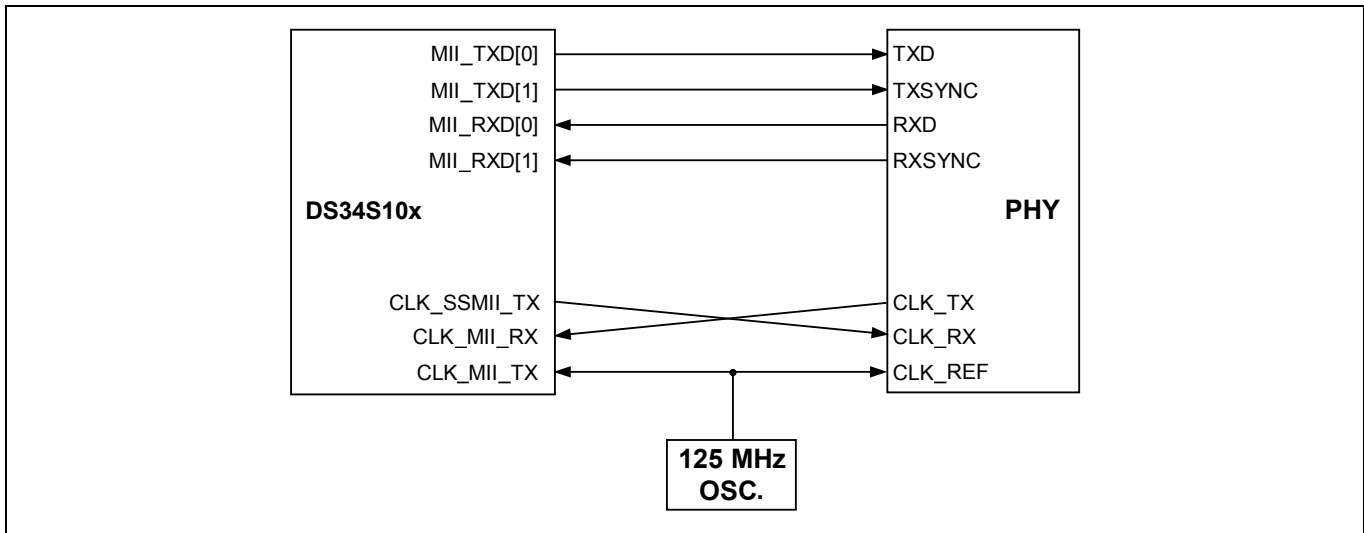 MII_TXD[0]
TXD
MII_TXD[1]
TXSYNC
MII_RXD[0]
RXD
MII_RXD[1]
RXSYNC
DS34S10x
PHY
CLK_SSMII_TX
CLK_TX
CLK_MII_RX
CLK_RX
CLK_MII_TX
CLK_REF
125 MHz
OSC.